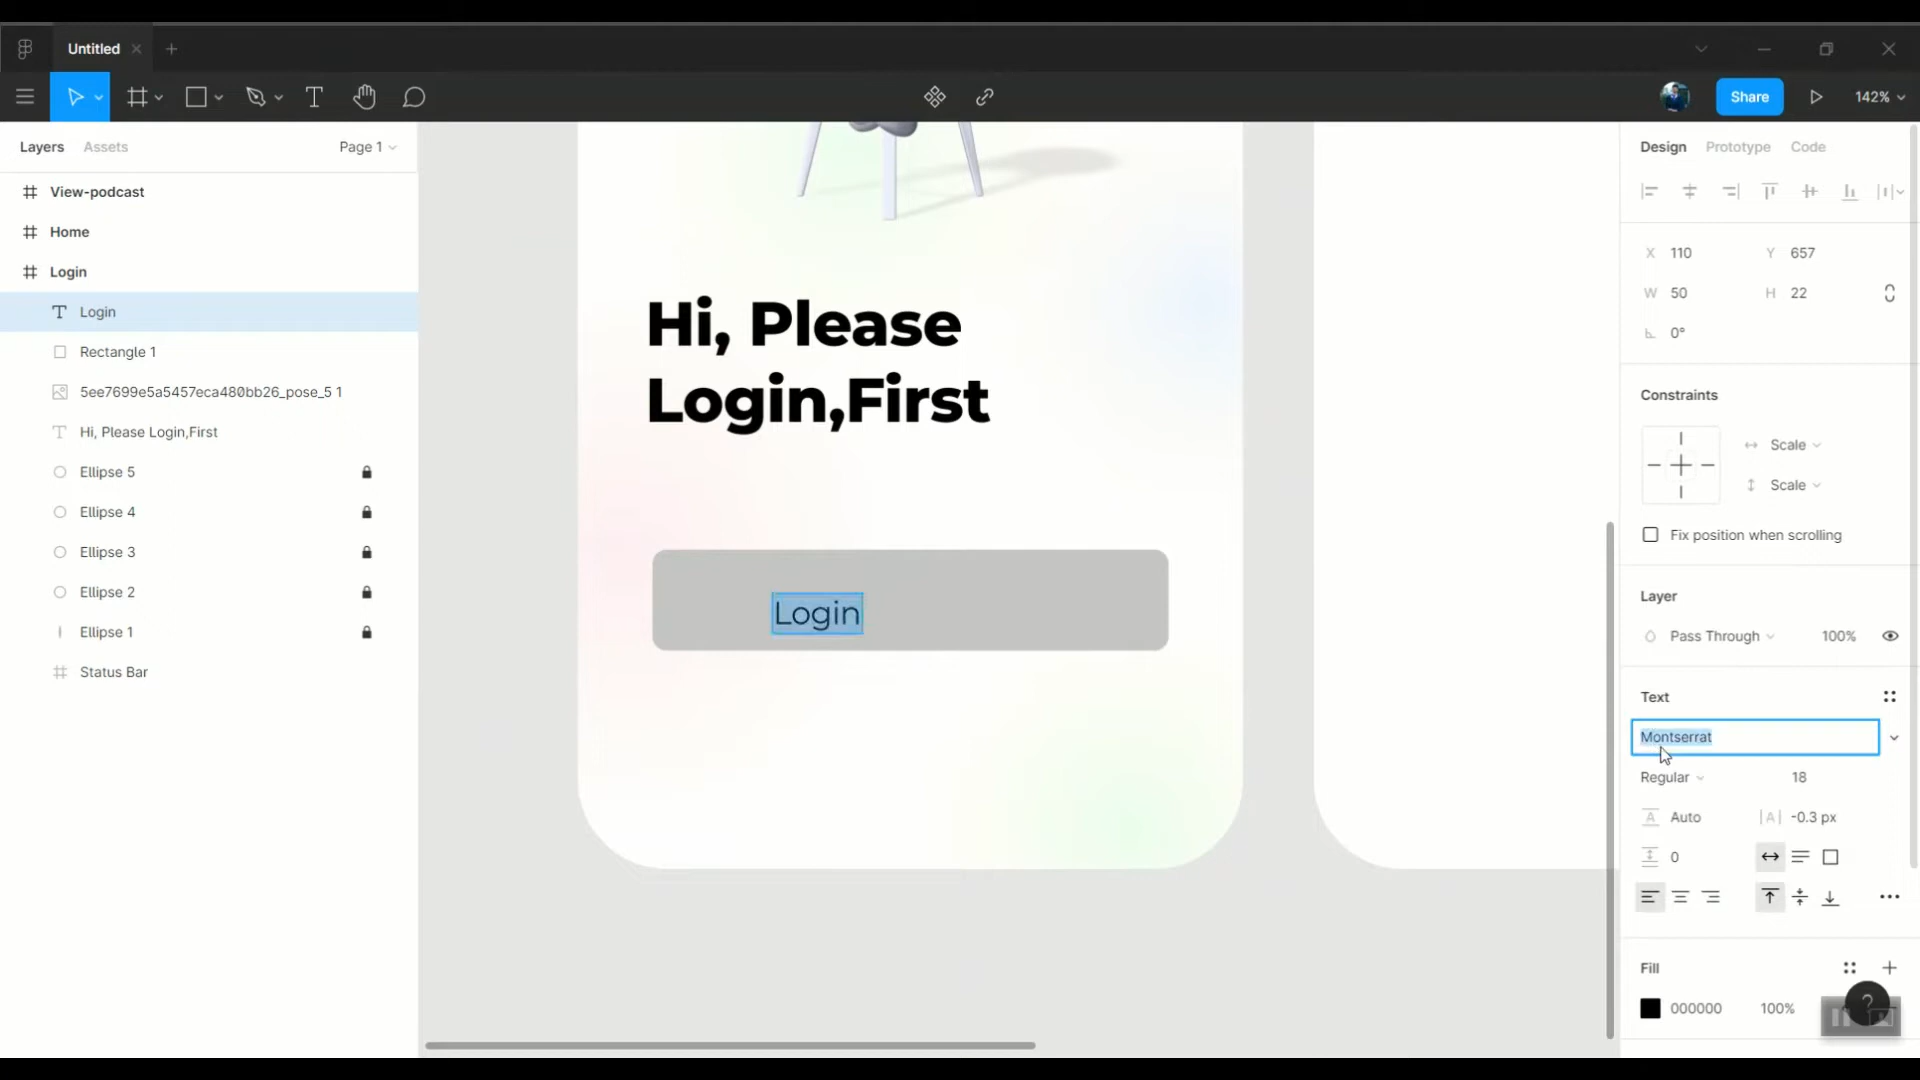 Untitled
Share
142%
Layers
Assets
Page 1
View-podcast
Home
Login
Login
Rectangle 1
5ee7699e5a5457eca480bb26_pose_5 1
Hi, Please Login,First
Ellipse 5
Ellipse 4
Ellipse 3
Ellipse 2
Ellipse 1
Status Bar
Hi, Please
Login,First
Login
Design
Prototype
Code
X 110
Y 657
W 50
H 22
0°
Constraints
Scale
Scale
Fix position when scrolling
Layer
Pass Through
100%
Text
Montserrat
Regular
18
A Auto
|A| -0.3 px
0
Fill
000000
100%
?